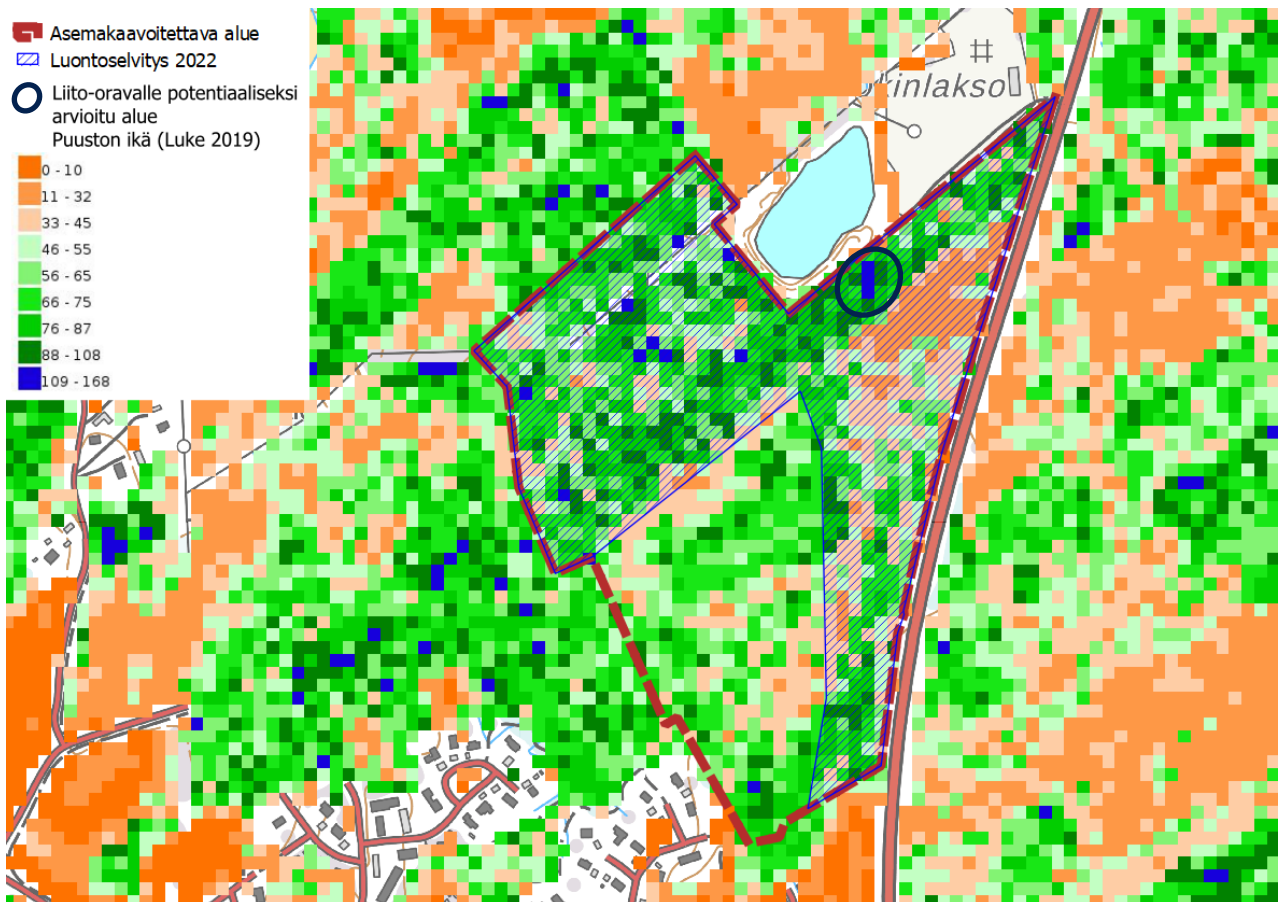 Asemakaavoitettava alue
Luontoselvitys 2022
Liito-oravalle potentiaaliseksi
arvioitu alue
Puuston ikä (Luke 2019)
0 - 10
11 - 32
33 - 45
46 - 55
56 - 65
66 - 75
76 - 87
88 - 108
109 - 168